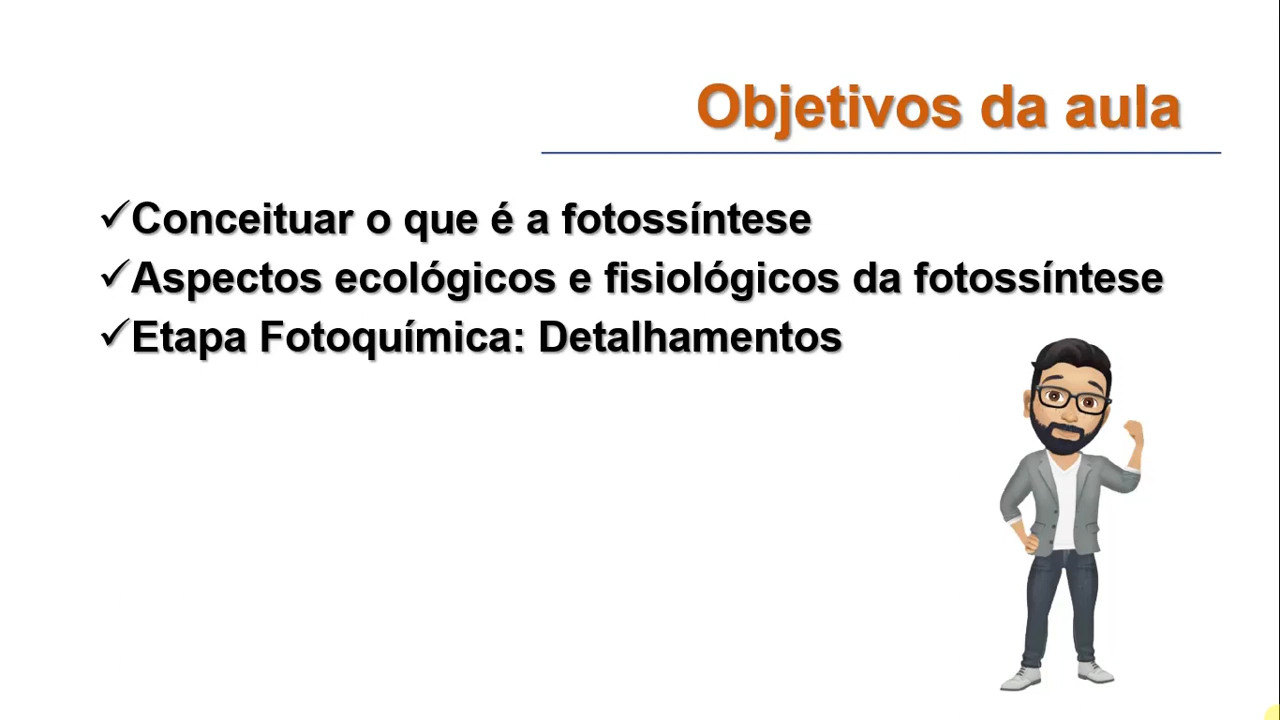 Objetivos da aula
✓Conceituar o que é a fotossíntese
✓Aspectos ecológicos e fisiológicos da fotossíntese
✓Etapa Fotoquímica: Detalhamentos